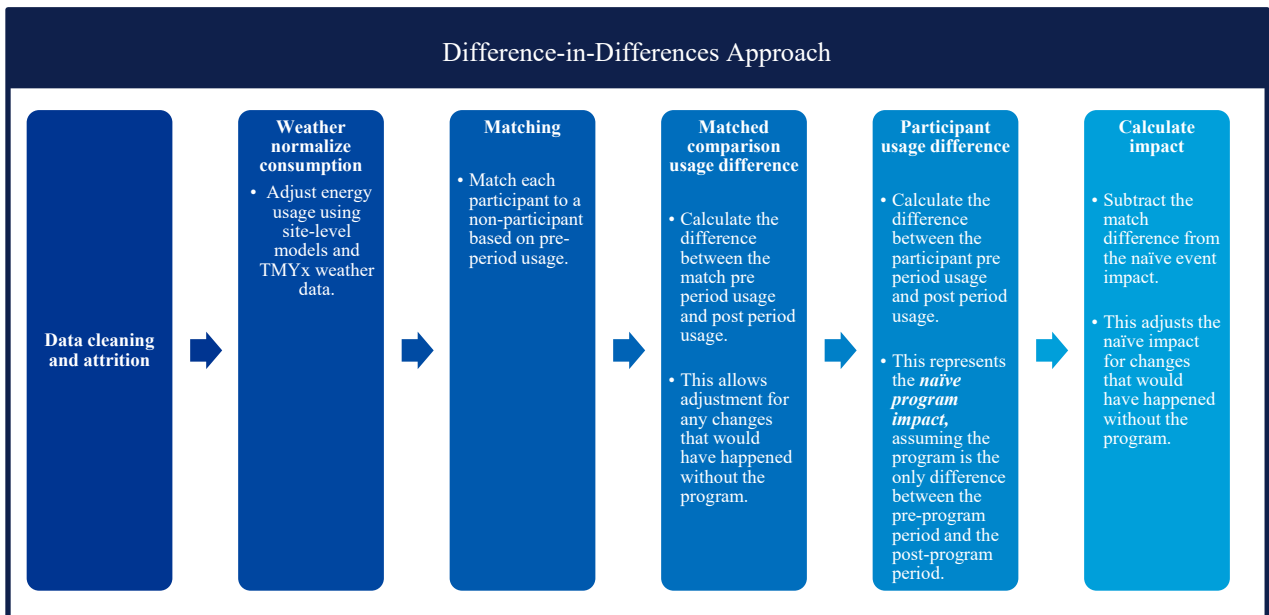 Difference-in-Differences Approach
Data cleaning
and attrition
Weather
normalize
consumption
• Adjust energy
usage using
site-level
models and
TMYx weather
data.
Matching
• Match each
participant to a
non-participant
based on pre-
period usage.
Matched
comparison
usage difference
• Calculate the
difference
between the
match pre
period usage
and post period
usage.
• This allows
adjustment for
any changes
that would
have happened
without the
program.
Participant
usage difference
• Calculate the
difference
between the
participant pre
period usage
and post period
usage.
• This represents
the naïve
program
impact,
assuming the
program is the
only difference
between the
pre-program
period and the
post-program
period.
Calculate
impact
• Subtract the
match
difference from
the naïve event
impact.
• This adjusts the
naïve impact
for changes
that would
have happened
without the
program.